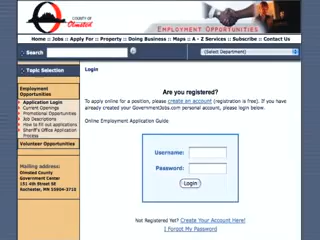 COUNTY OF
Olmsted
EMPLOYMENT OPPORTUNITIES
Home :: Jobs :: Apply For :: Property :: Doing Business :: Maps :: A - Z Services :: Subscribe :: Contact Us
Search
(Select Department)
Topic Selection
Login
Employment
Opportunities
Application Login
Current Openings
Promotional Opportunities
Job Descriptions
How to fill out applications
Sheriff's Office Application
Process
Volunteer Opportunities
Mailing address:
Olmsted County
Government Center
151 4th Street SE
Rochester, MN 55904-3710
Are you registered?
To apply online for a position, please create an account (registration is free). If you have
already created your GovernmentJobs.com personal account, please login below.
Online Employment Application Guide
Username:
Password:
Login
Not Registered Yet? Create Your Account Here!
I Forgot My Password